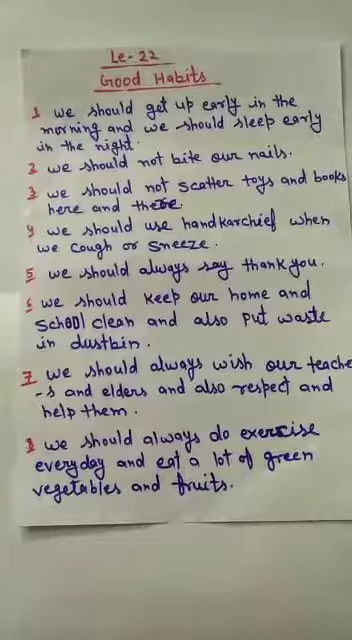 Le-22
Good Habits
1 we should get up early in the
morning and we should sleep early
in the night.
2 we should not bite our nails.
3 we should not scatter toys and books
here and there.
4 we should use handkarchief when
we cough or sneeze.
5 we should always say thank you.
6 we should keep our home and
school clean and also put waste
in dustbin.
7 we should always wish our teache
-s and elders and also respect and
help them.
8 we should always do exercise
everyday and eat a lot of green
vegetables and fruits.